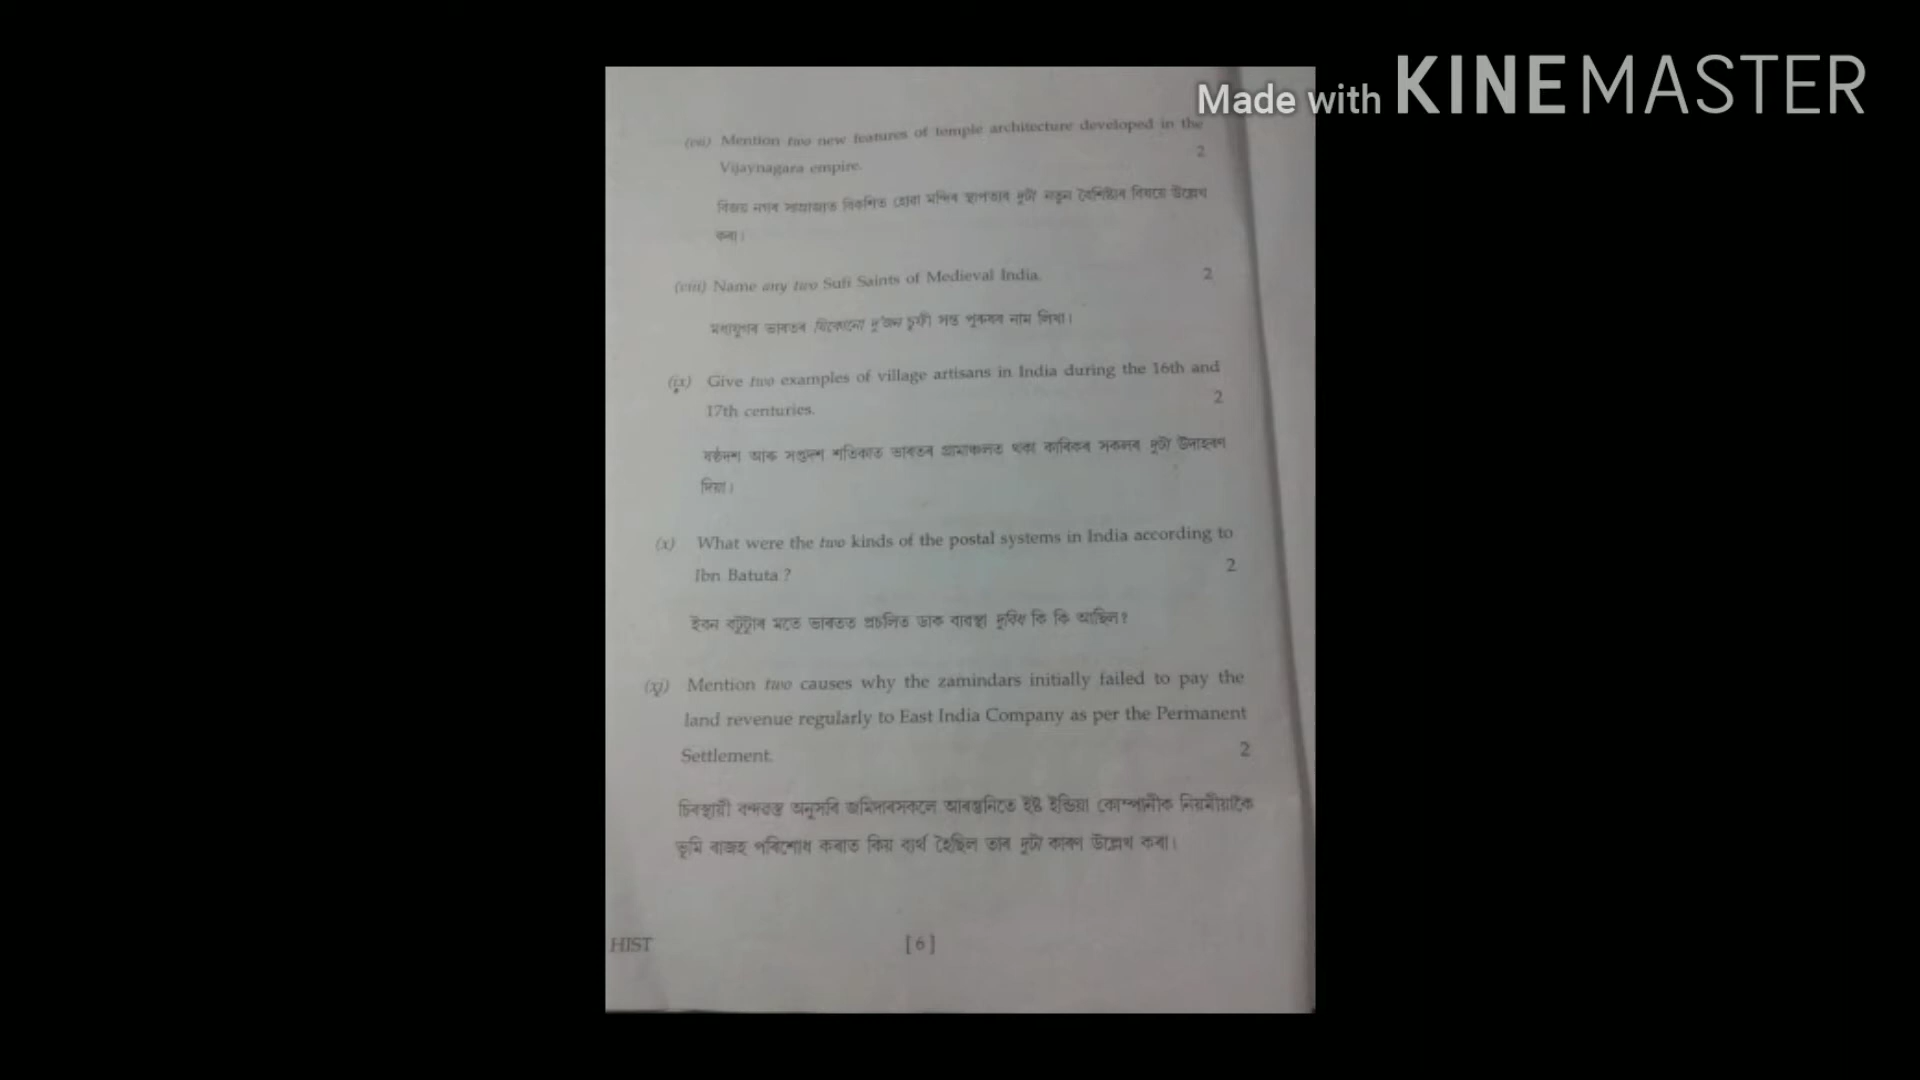 Made with KINEMASTER
(vii) Mention two new features of temple architecture developed in the
Vijaynagara empire. 2
বিজয় নগৰ সাম্ৰাজ্যত বিকশিত হোৱা মন্দিৰ স্থাপত্যৰ দুটা নতুন বৈশিষ্ট্যৰ বিষয়ে উল্লেখ
কৰা।
(viii) Name any two Sufi Saints of Medieval India. 2
মধ্যযুগৰ ভাৰতৰ যিকোনো দু'জন চুফী সন্ত পুৰুষৰ নাম লিখা।
(ix) Give two examples of village artisans in India during the 16th and
17th centuries. 2
ষষ্ঠদশ আৰু সপ্তদশ শতিকাত ভাৰতৰ গ্ৰামাঞ্চলত থকা কাৰিকৰ সকলৰ দুটা উদাহৰণ
দিয়া।
(x) What were the two kinds of the postal systems in India according to
Ibn Batuta ? 2
ইবন বটুটাৰ মতে ভাৰতত প্ৰচলিত ডাক ব্যৱস্থা দুবিধ কি কি আছিল?
(xi) Mention two causes why the zamindars initially failed to pay the
land revenue regularly to East India Company as per the Permanent
Settlement. 2
চিৰস্থায়ী বন্দৱস্ত অনুসৰি জমিদাৰসকলে আৰম্ভনিতে ইষ্ট ইণ্ডিয়া কোম্পানীক নিয়মীয়াকৈ
ভূমি ৰাজহ পৰিশোধ কৰাত কিয় ব্যৰ্থ হৈছিল তাৰ দুটা কাৰণ উল্লেখ কৰা।
HIST [ 6 ]